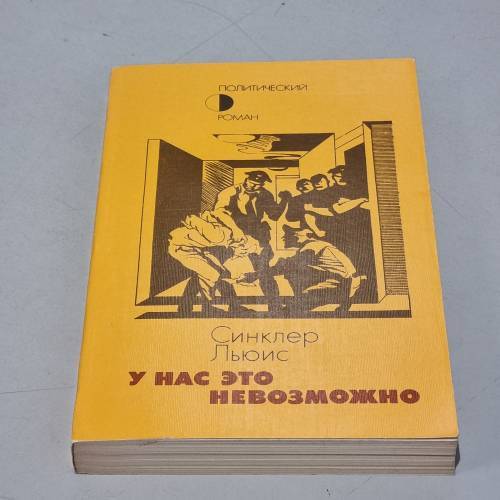 ПОЛИТИЧЕСКИЙ
РОМАН
Синклер
Льюис
У НАС ЭТО
НЕВОЗМОЖНО